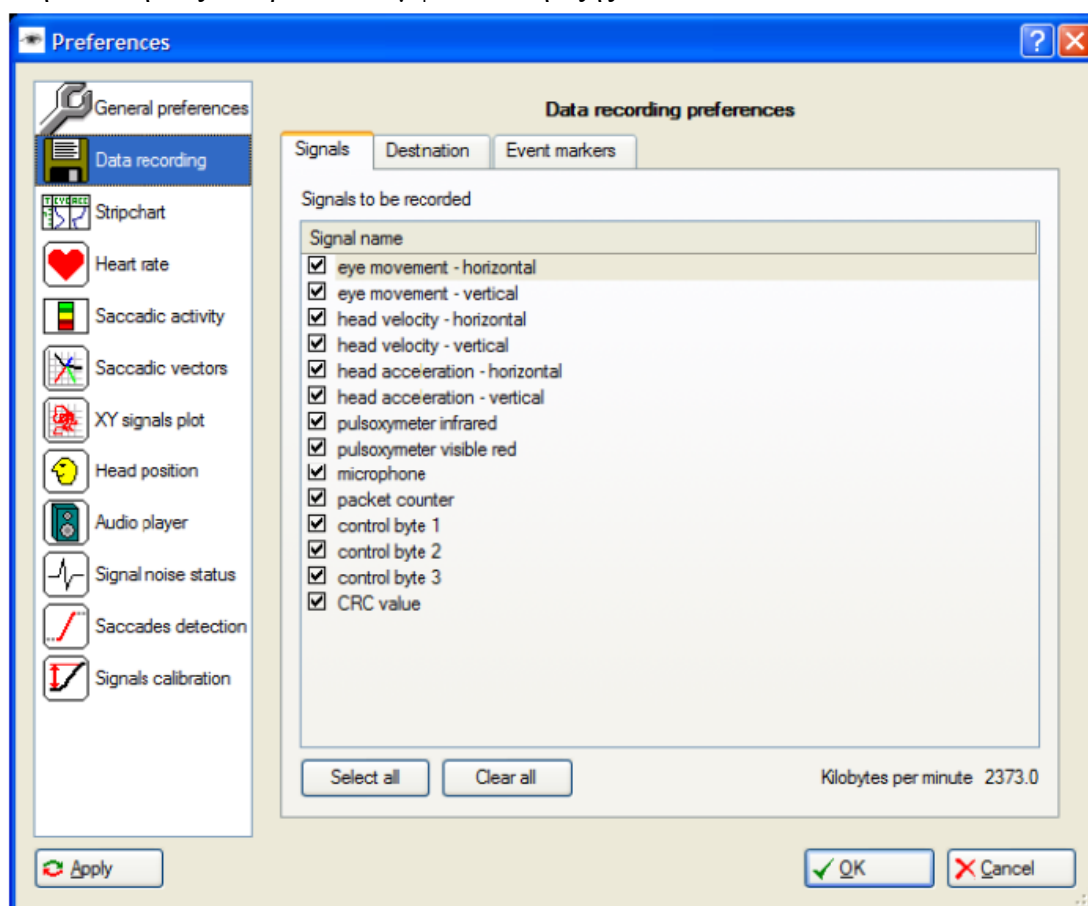 Preferences
General preferences
Data recording
Stripchart
Heart rate
Saccadic activity
Saccadic vectors
XY signals plot
Head position
Audio player
Signal noise status
Saccades detection
Signals calibration
Data recording preferences
Signals Destnation Event markers
Signals to be recorded
Signal name
eye movement - horizontal
eye movement - vertical
head velocity - horizontal
head velocity - vertical
head acceleration - horizontal
head acceleration - vertical
pulsoxymeter infrared
pulsoxymeter visible red
microphone
packet counter
control byte 1
control byte 2
control byte 3
CRC value
Select all Clear all Kilobytes per minute 2373.0
Apply OK Cancel